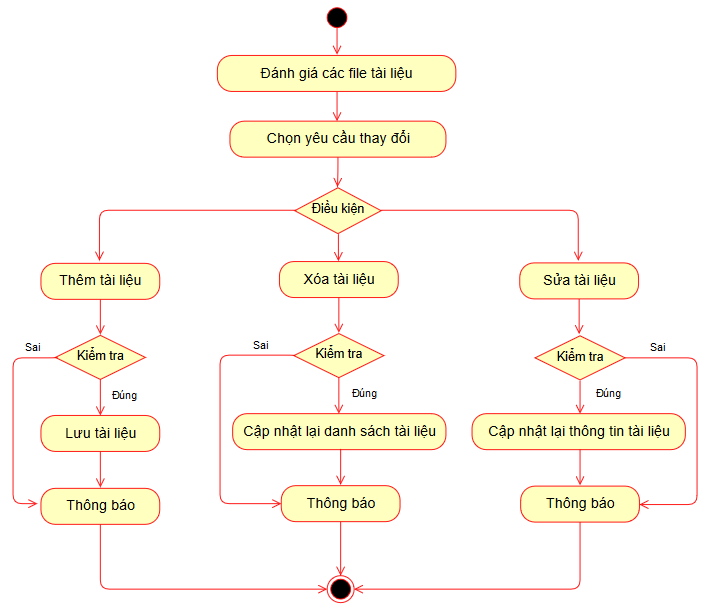 Đánh giá các file tài liệu
Chọn yêu cầu thay đổi
Điều kiện
Thêm tài liệu
Xóa tài liệu
Sửa tài liệu
Sai
Kiểm tra
Đúng
Sai
Kiểm tra
Đúng
Kiểm tra
Sai
Đúng
Lưu tài liệu
Cập nhật lại danh sách tài liệu
Cập nhật lại thông tin tài liệu
Thông báo
Thông báo
Thông báo